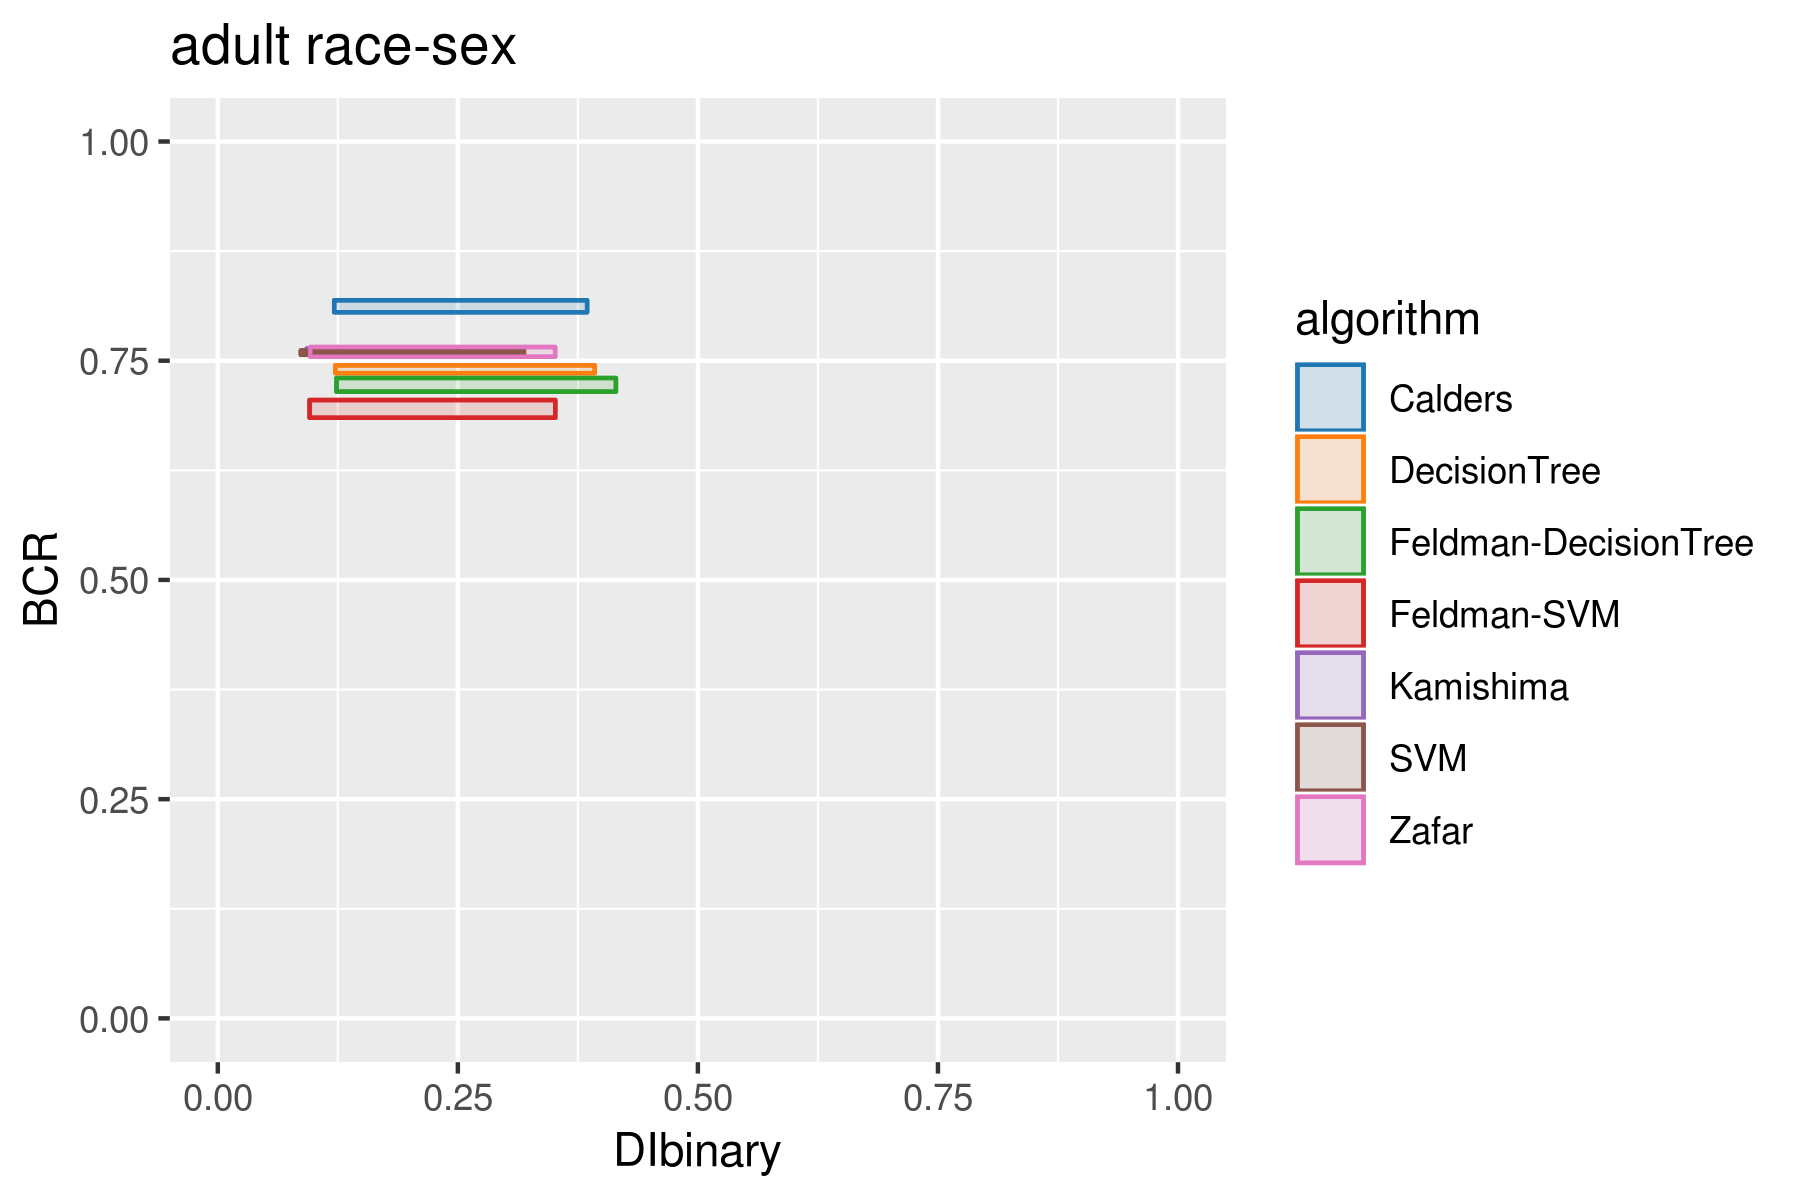 adult race-sex
1.00
0.75
0.50
0.25
0.00
BCR
0.00
0.25
0.50
0.75
1.00
DIbinary
algorithm
Calders
DecisionTree
Feldman-DecisionTree
Feldman-SVM
Kamishima
SVM
Zafar